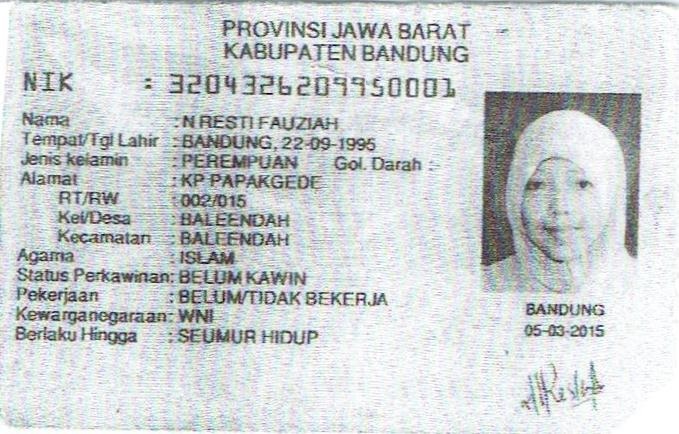 PROVINSI JAWA BARAT
KABUPATEN BANDUNG
NIK : 3204326209950001
Nama : N RESTI FAUZIAH
Tempat/Tgl Lahir : BANDUNG, 22-09-1995
Jenis kelamin : PEREMPUAN Gol. Darah : -
Alamat : KP PAPAKGEDE
RT/RW : 002/015
Kel/Desa : BALEENDAH
Kecamatan : BALEENDAH
Agama : ISLAM
Status Perkawinan: BELUM KAWIN
Pekerjaan : BELUM/TIDAK BEKERJA
Kewarganegaraan: WNI
Berlaku Hingga : SEUMUR HIDUP
BANDUNG
05-03-2015